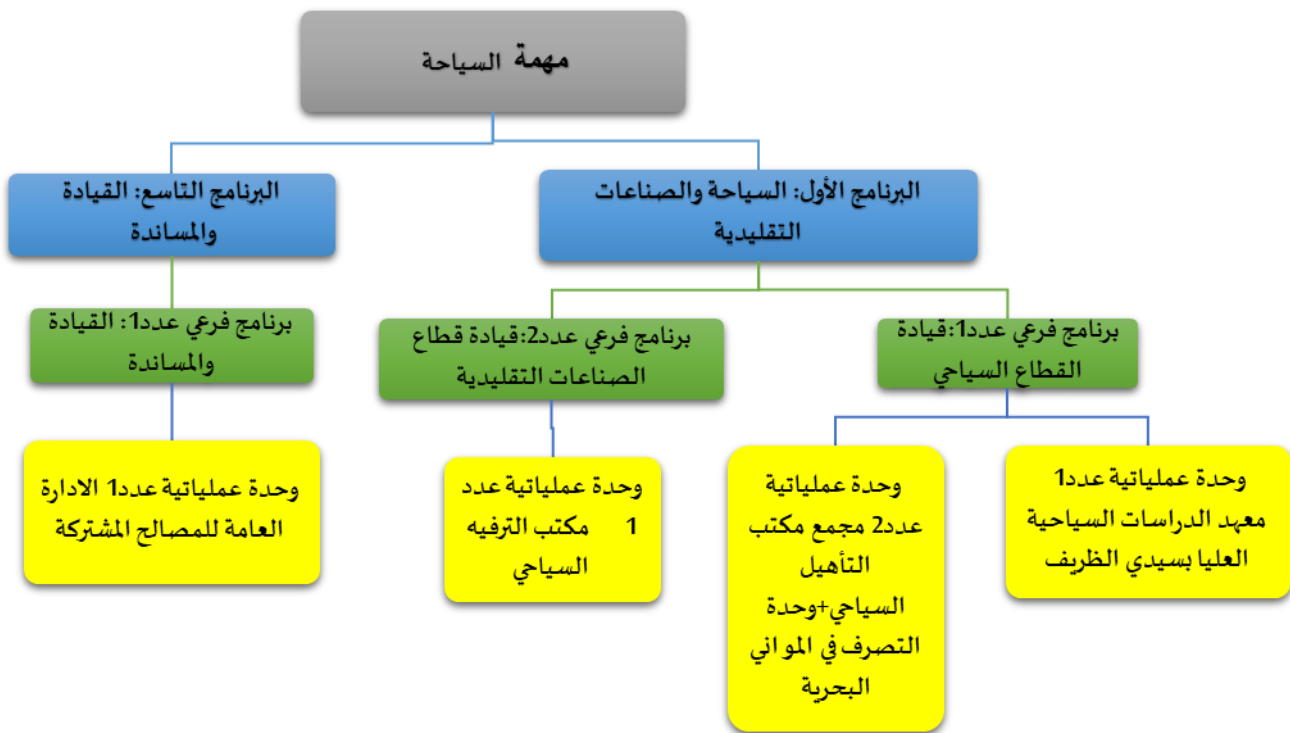 مهمة السياحة
البرنامج الأول: السياحة والصناعات
التقليدية
البرنامج التاسع: القيادة
والمساندة
برنامج فرعي عدد1:قيادة
القطاع السياحي
برنامج فرعي عدد2:قيادة قطاع
الصناعات التقليدية
برنامج فرعي عدد1: القيادة
والمساندة
وحدة عملياتية عدد1
معهد الدراسات السياحية
العليا بسيدي الظريف
وحدة عملياتية
عدد2 مجمع مكتب
التأهيل
السياحي+وحدة
التصرف في المواني
البحرية
وحدة عملياتية عدد
1 مكتب الترفيه
السياحي
وحدة عملياتية عدد1 الادارة
العامة للمصالح المشتركة